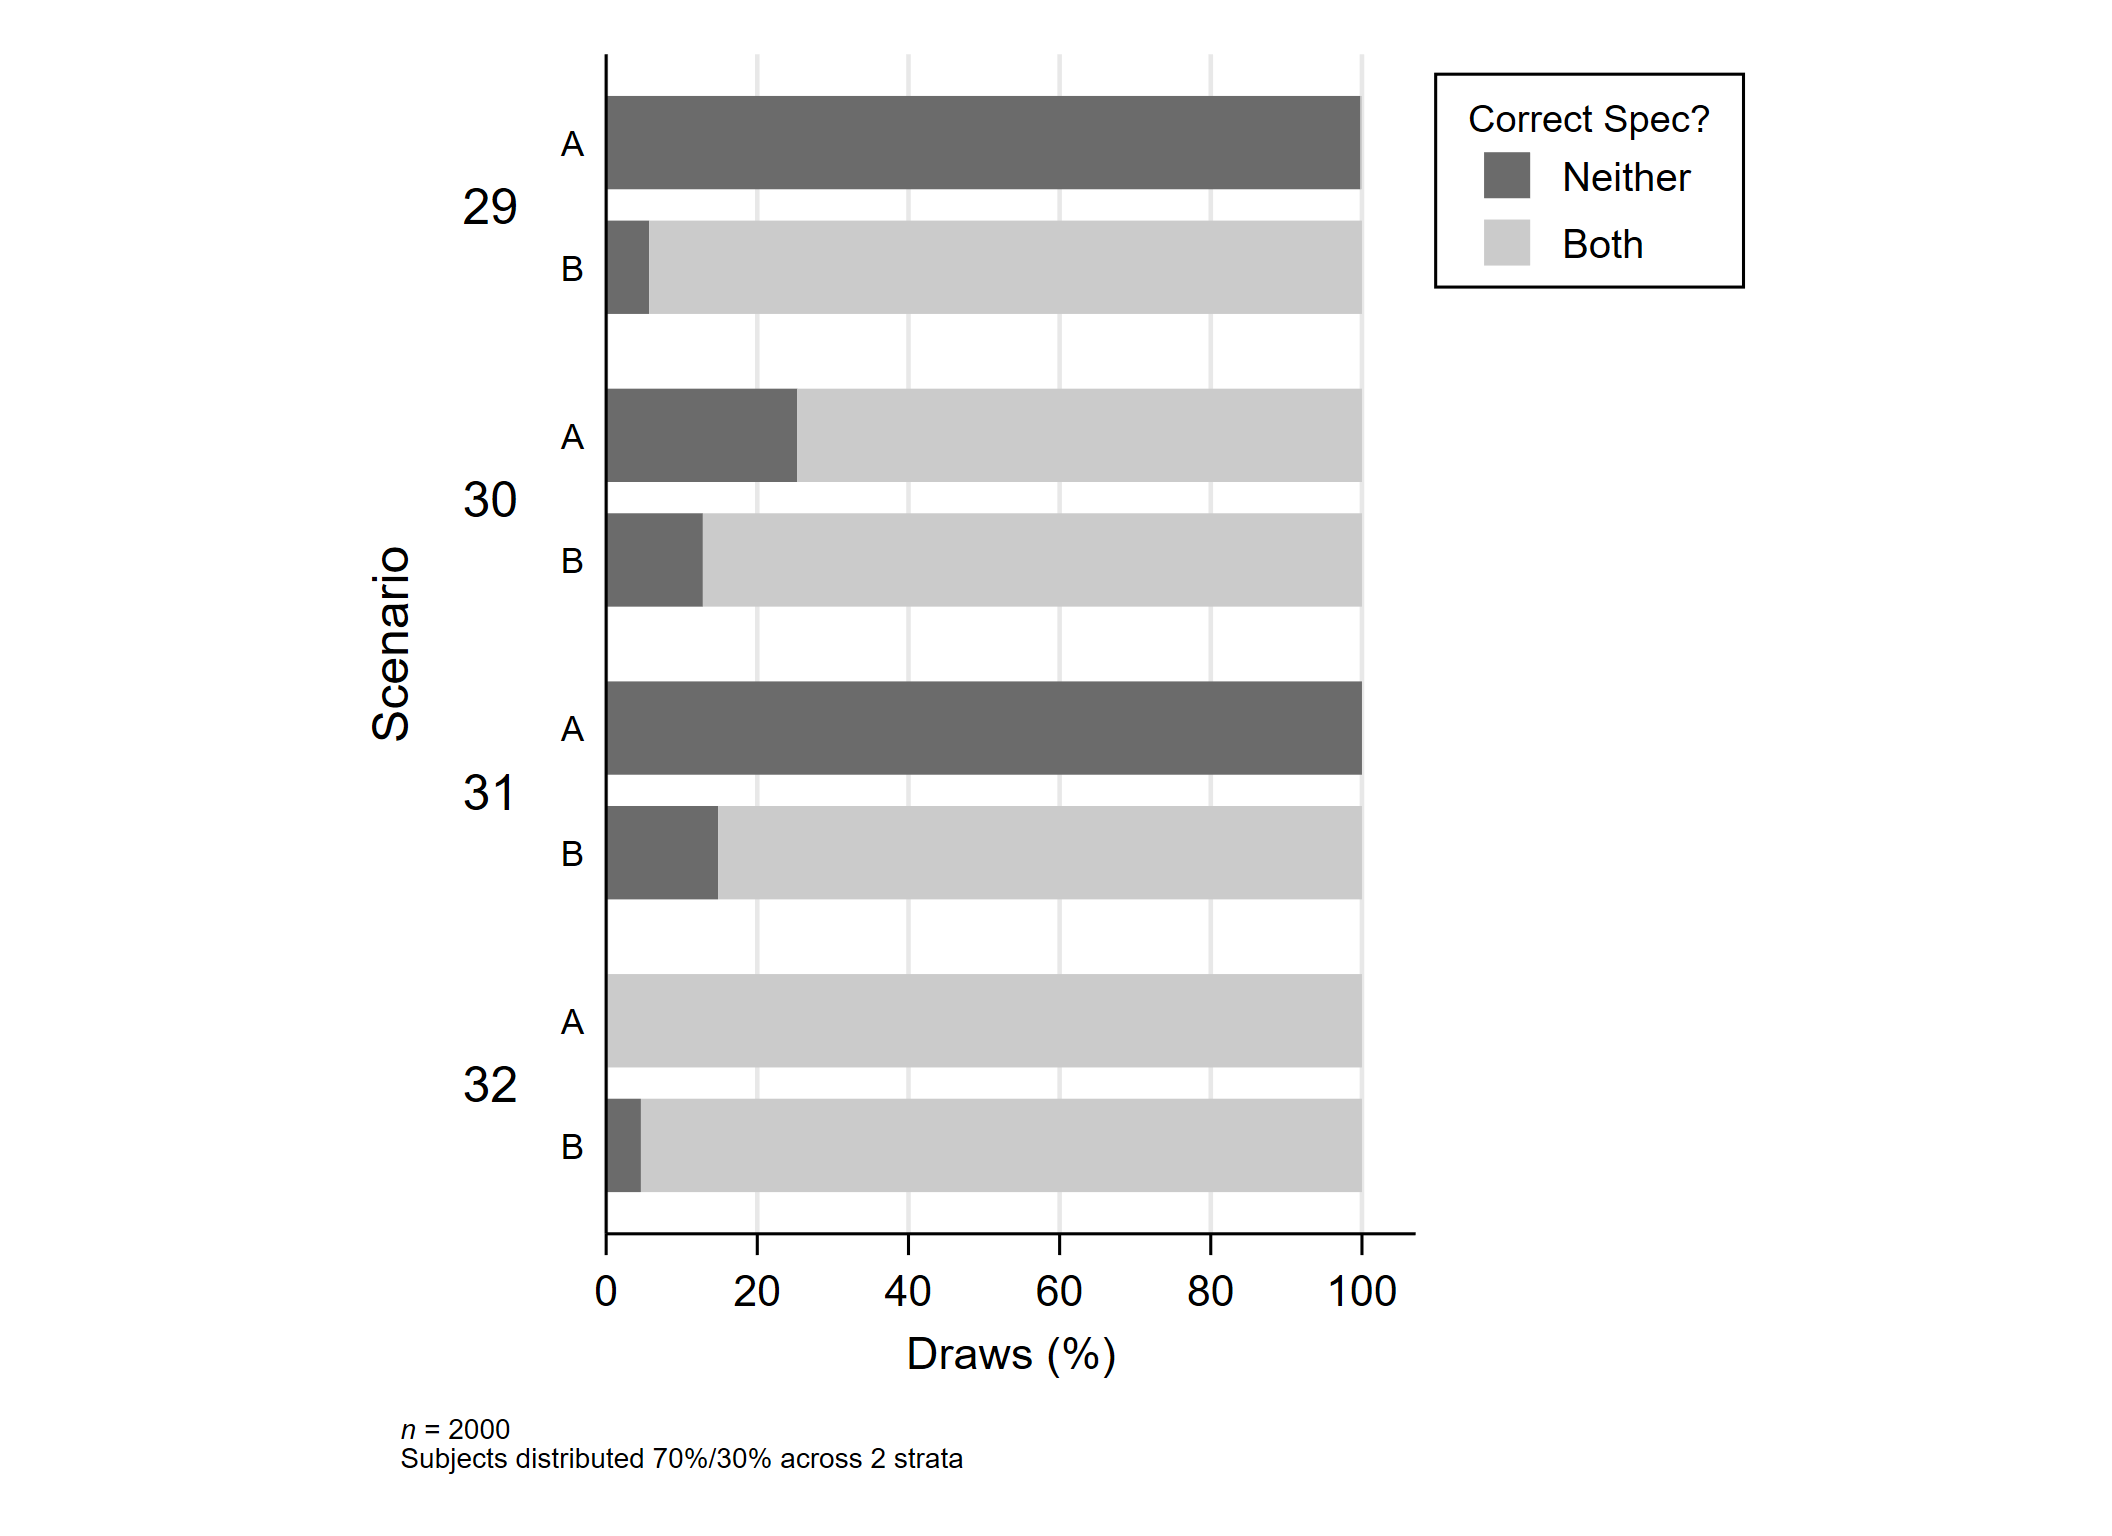 Correct Spec?
Neither
Both
Scenario
29
A
B
30
A
B
31
A
B
32
A
B
0 20 40 60 80 100
Draws (%)
n = 2000
Subjects distributed 70%/30% across 2 strata